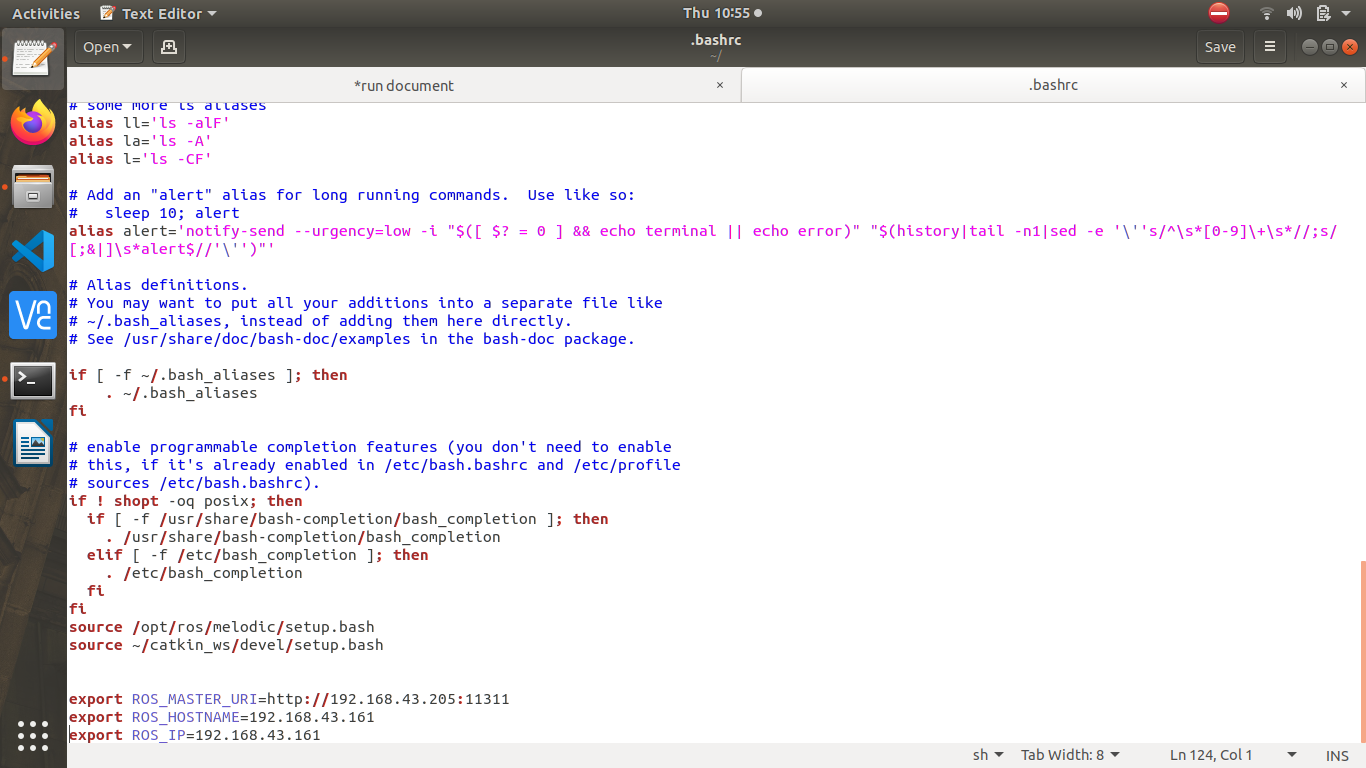 Activities
Text Editor
Thu 10:55
Open
.bashrc
~/
Save
*run document
.bashrc
# some more ls aliases
alias ll='ls -alF'
alias la='ls -A'
alias l='ls -CF'
# Add an "alert" alias for long running commands.  Use like so:
#   sleep 10; alert
alias alert='notify-send --urgency=low -i "$([ $? = 0 ] && echo terminal || echo error)" "$(history|tail -n1|sed -e '\''s/^\s*[0-9]\+\s*//;s/
[;&|]\s*alert$//'\'')"'
# Alias definitions.
# You may want to put all your additions into a separate file like
# ~/.bash_aliases, instead of adding them here directly.
# See /usr/share/doc/bash-doc/examples in the bash-doc package.
if [ -f ~/.bash_aliases ]; then
    . ~/.bash_aliases
fi
# enable programmable completion features (you don't need to enable
# this, if it's already enabled in /etc/bash.bashrc and /etc/profile
# sources /etc/bash.bashrc).
if ! shopt -oq posix; then
  if [ -f /usr/share/bash-completion/bash_completion ]; then
    . /usr/share/bash-completion/bash_completion
  elif [ -f /etc/bash_completion ]; then
    . /etc/bash_completion
  fi
fi
source /opt/ros/melodic/setup.bash
source ~/catkin_ws/devel/setup.bash
export ROS_MASTER_URI=http://192.168.43.205:11311
export ROS_HOSTNAME=192.168.43.161
export ROS_IP=192.168.43.161
sh
Tab Width: 8
Ln 124, Col 1
INS